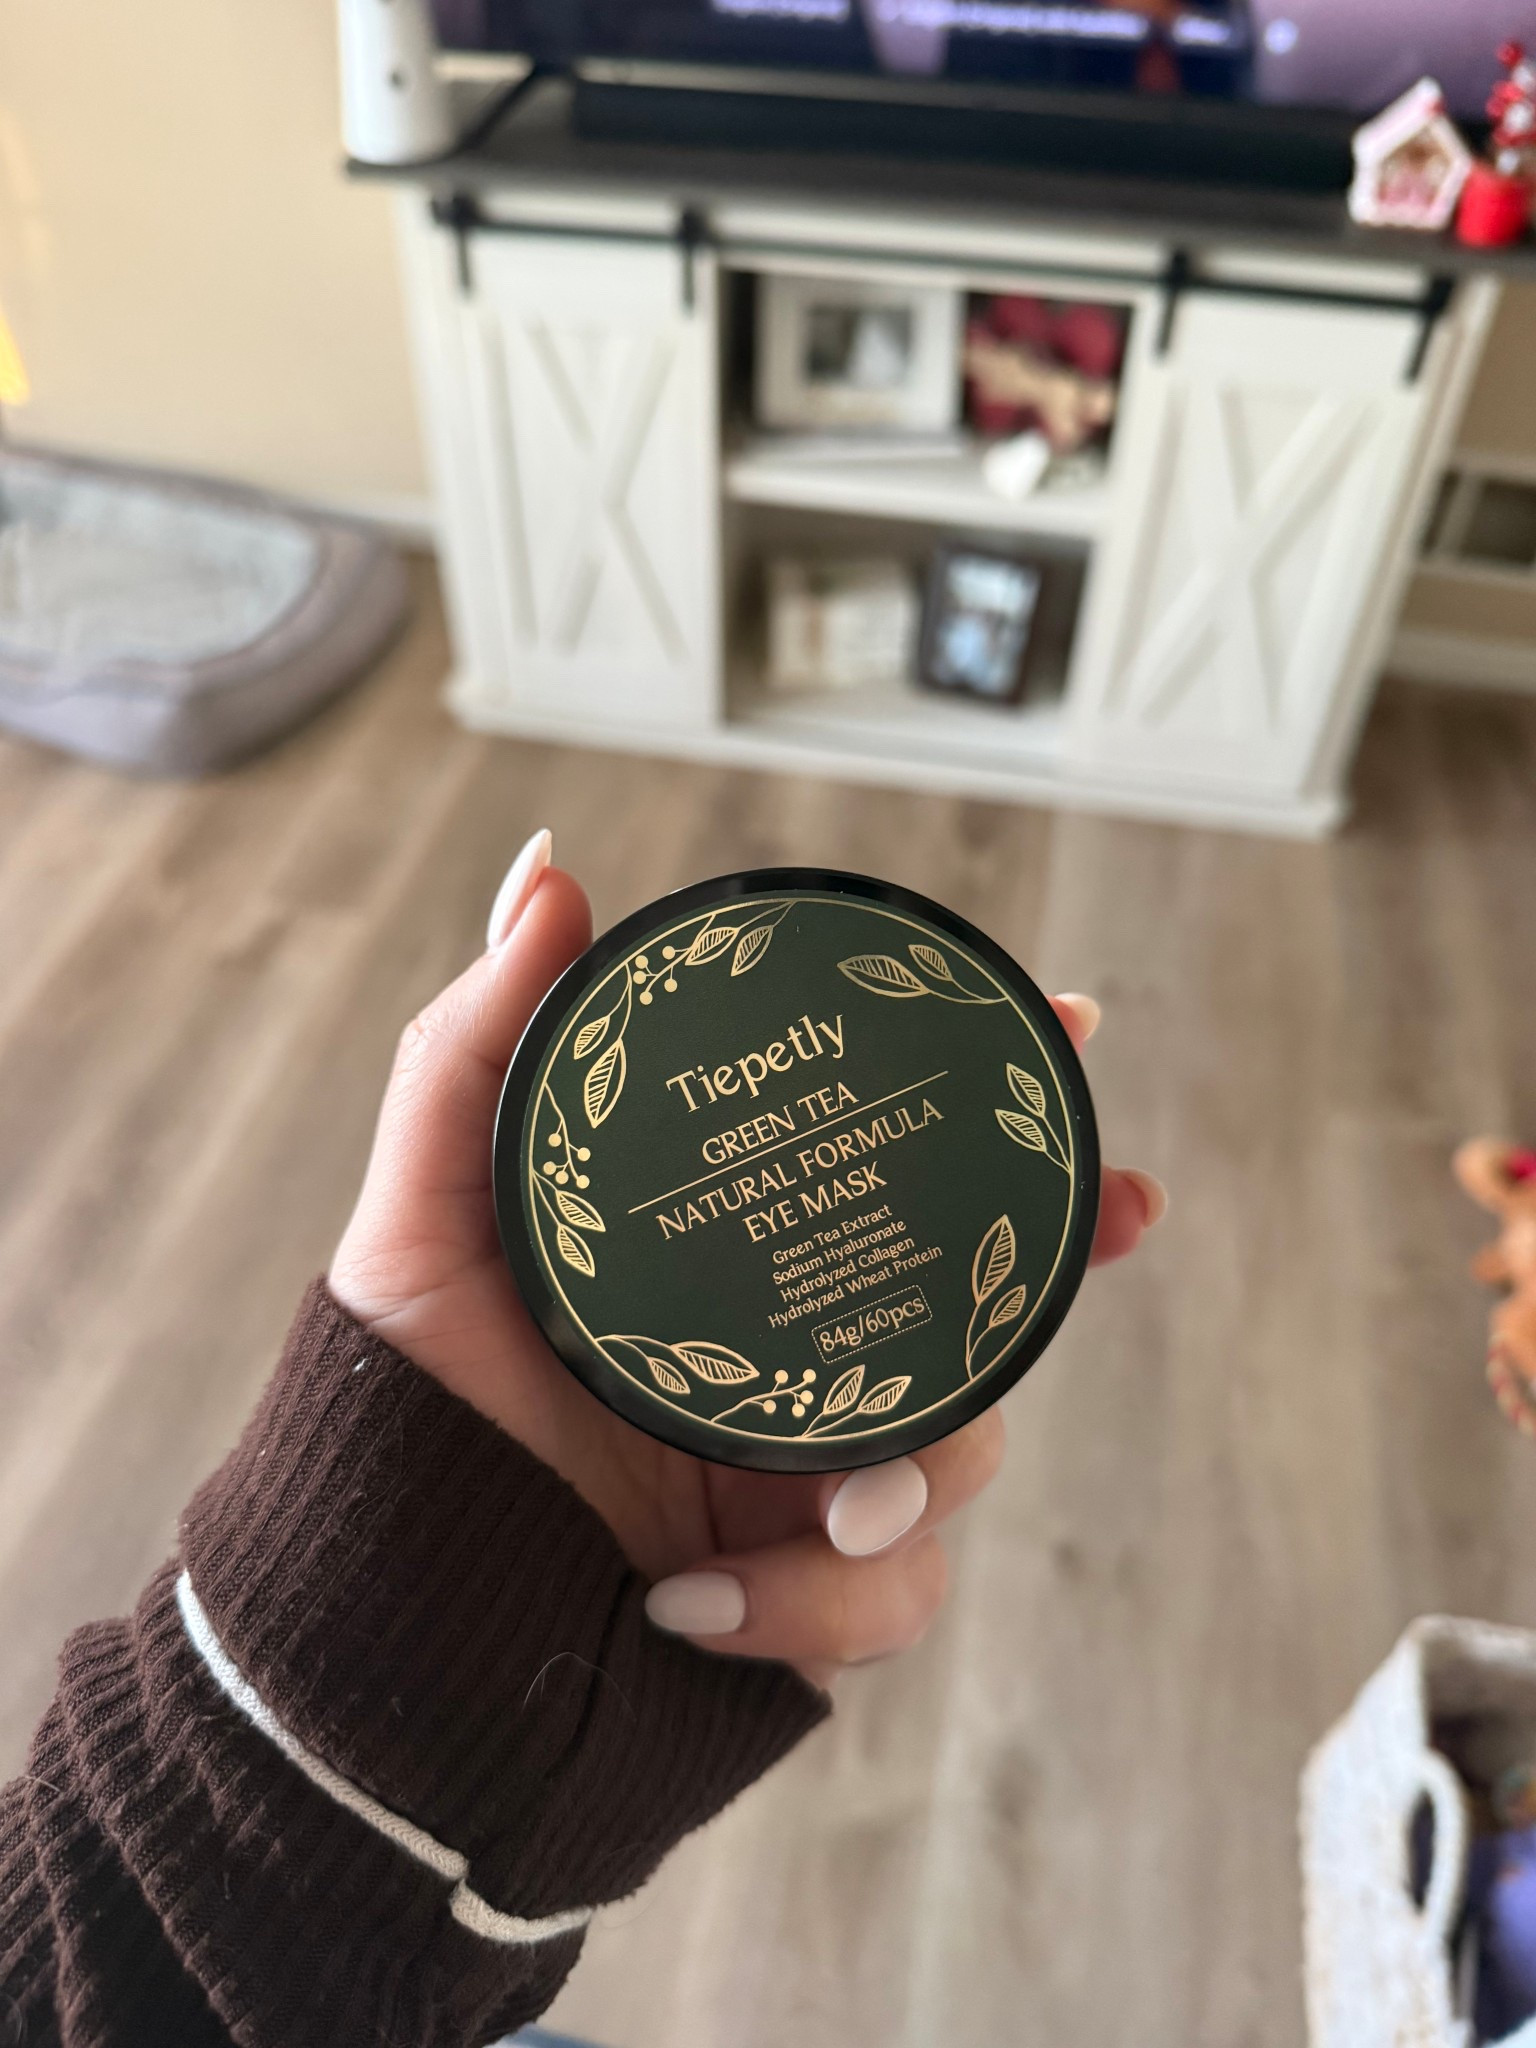 Tiepetly
GREEN TEA
NATURAL FORMULA
EYE MASK
Green Tea Extract
Sodium Hyaluronate
Hydrolyzed Collagen
Hydrolyzed Wheat Protein
84g/60pcs